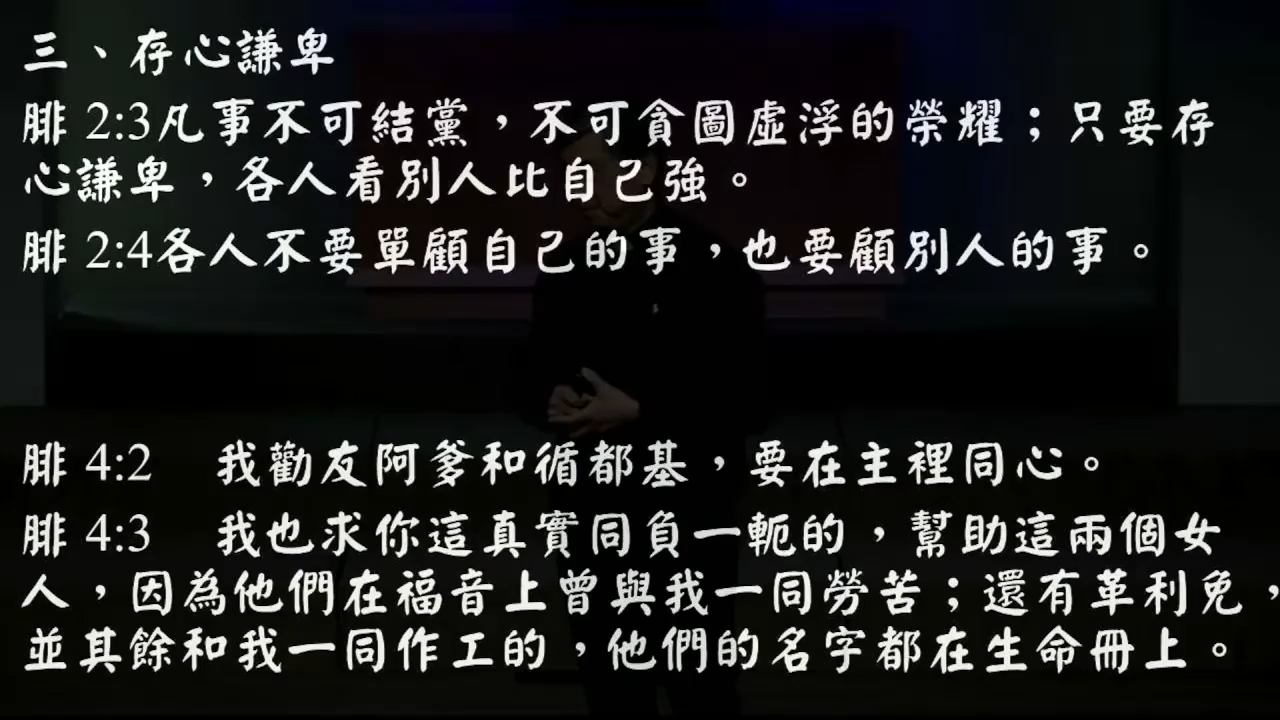 三、存心謙卑
腓 2:3凡事不可結黨，不可貪圖虛浮的榮耀；只要存
心謙卑，各人看別人比自己強。
腓 2:4各人不要單顧自己的事，也要顧別人的事。
腓 4:2　我勸友阿爹和循都基，要在主裡同心。
腓 4:3　我也求你這真實同負一軛的，幫助這兩個女
人，因為他們在福音上曾與我一同勞苦；還有革利免，
並其餘和我一同作工的，他們的名字都在生命冊上。